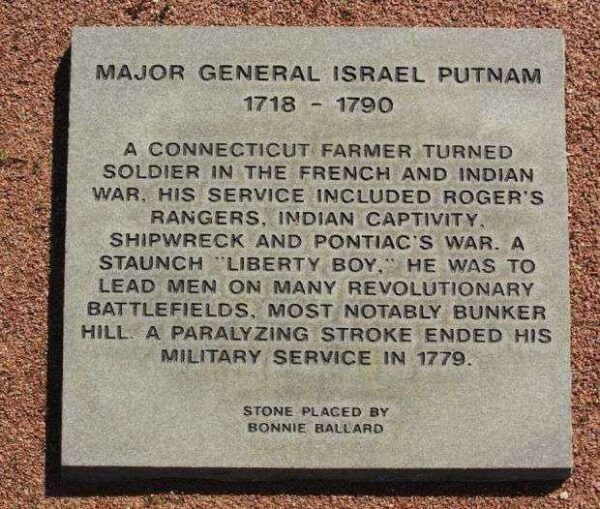 MAJOR GENERAL ISRAEL PUTNAM
1718 - 1790
A CONNECTICUT FARMER TURNED
SOLDIER IN THE FRENCH AND INDIAN
WAR, HIS SERVICE INCLUDED ROGER'S
RANGERS, INDIAN CAPTIVITY,
SHIPWRECK AND PONTIAC'S WAR. A
STAUNCH "LIBERTY BOY," HE WAS TO
LEAD MEN ON MANY REVOLUTIONARY
BATTLEFIELDS, MOST NOTABLY BUNKER
HILL. A PARALYZING STROKE ENDED HIS
MILITARY SERVICE IN 1779.
STONE PLACED BY
BONNIE BALLARD